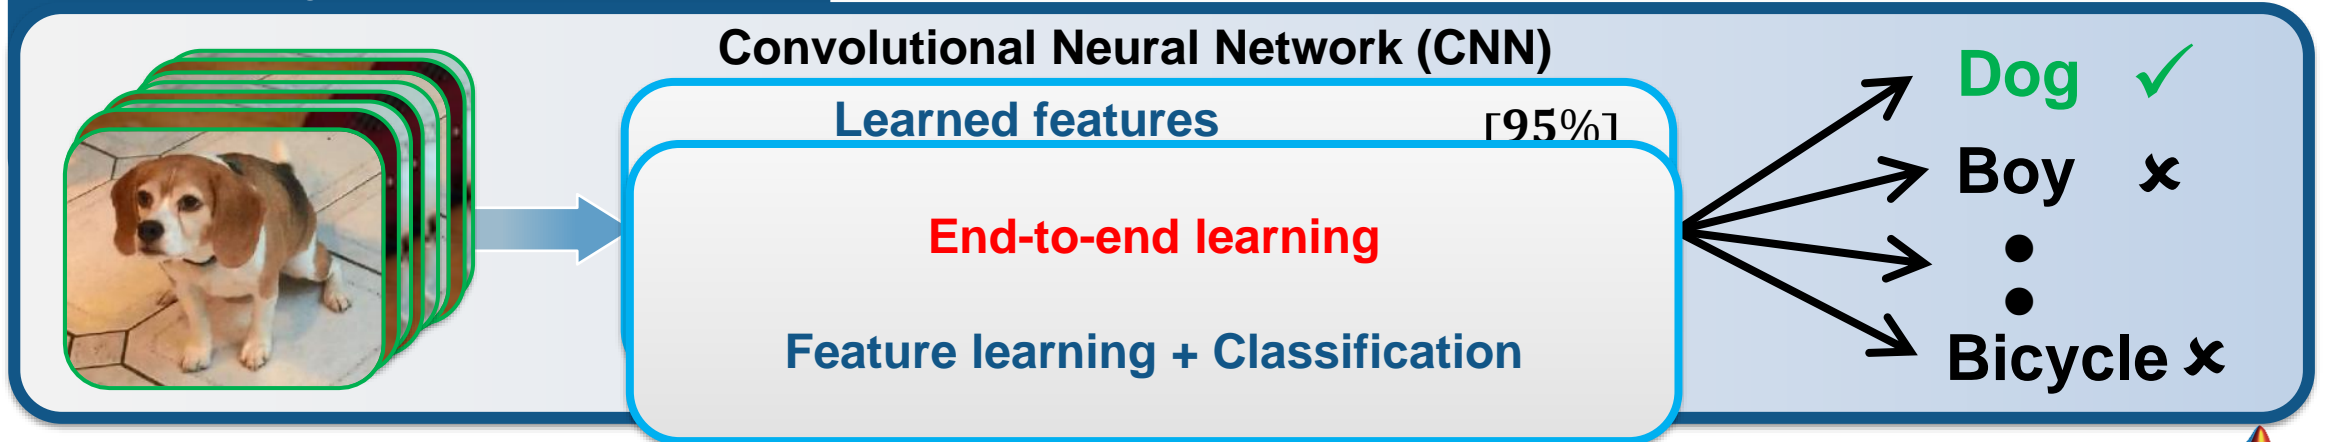 Convolutional Neural Network (CNN)
Learned features
[95%]
End-to-end learning
Feature learning + Classification
Dog ✓
Boy ✘
Bicycle ✘